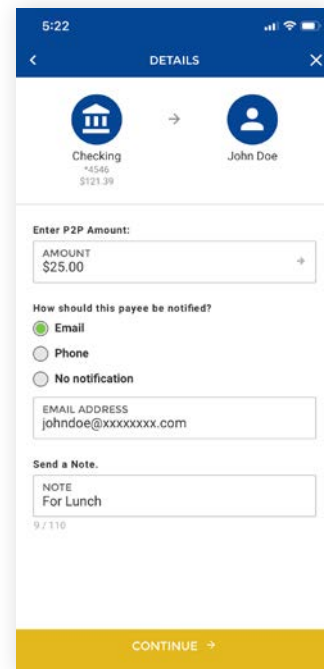 5:22
DETAILS
Checking
*4546
$121.39
John Doe
Enter P2P Amount:
AMOUNT
$25.00
How should this payee be notified?
Email
Phone
No notification
EMAIL ADDRESS
johndoe@xxxxxxxx.com
Send a Note.
NOTE
For Lunch
9 / 110
CONTINUE